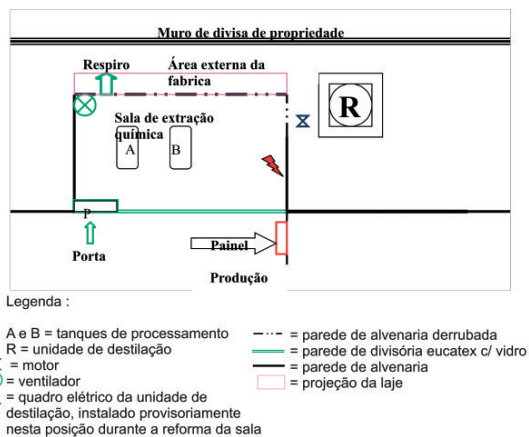 Muro de divisa de propriedade
Respiro
Área externa da
fabrica
R
Sala de extração
química
A
B
P
Porta
Painel
Produção
Legenda :
A e B = tanques de processamento
R = unidade de destilação
= motor
= ventilador
= quadro elétrico da unidade de
destilação, instalado provisoriamente
nesta posição durante a reforma da sala
= parede de alvenaria derrubada
= parede de divisória eucatex c/ vidro
= parede de alvenaria
= projeção da laje